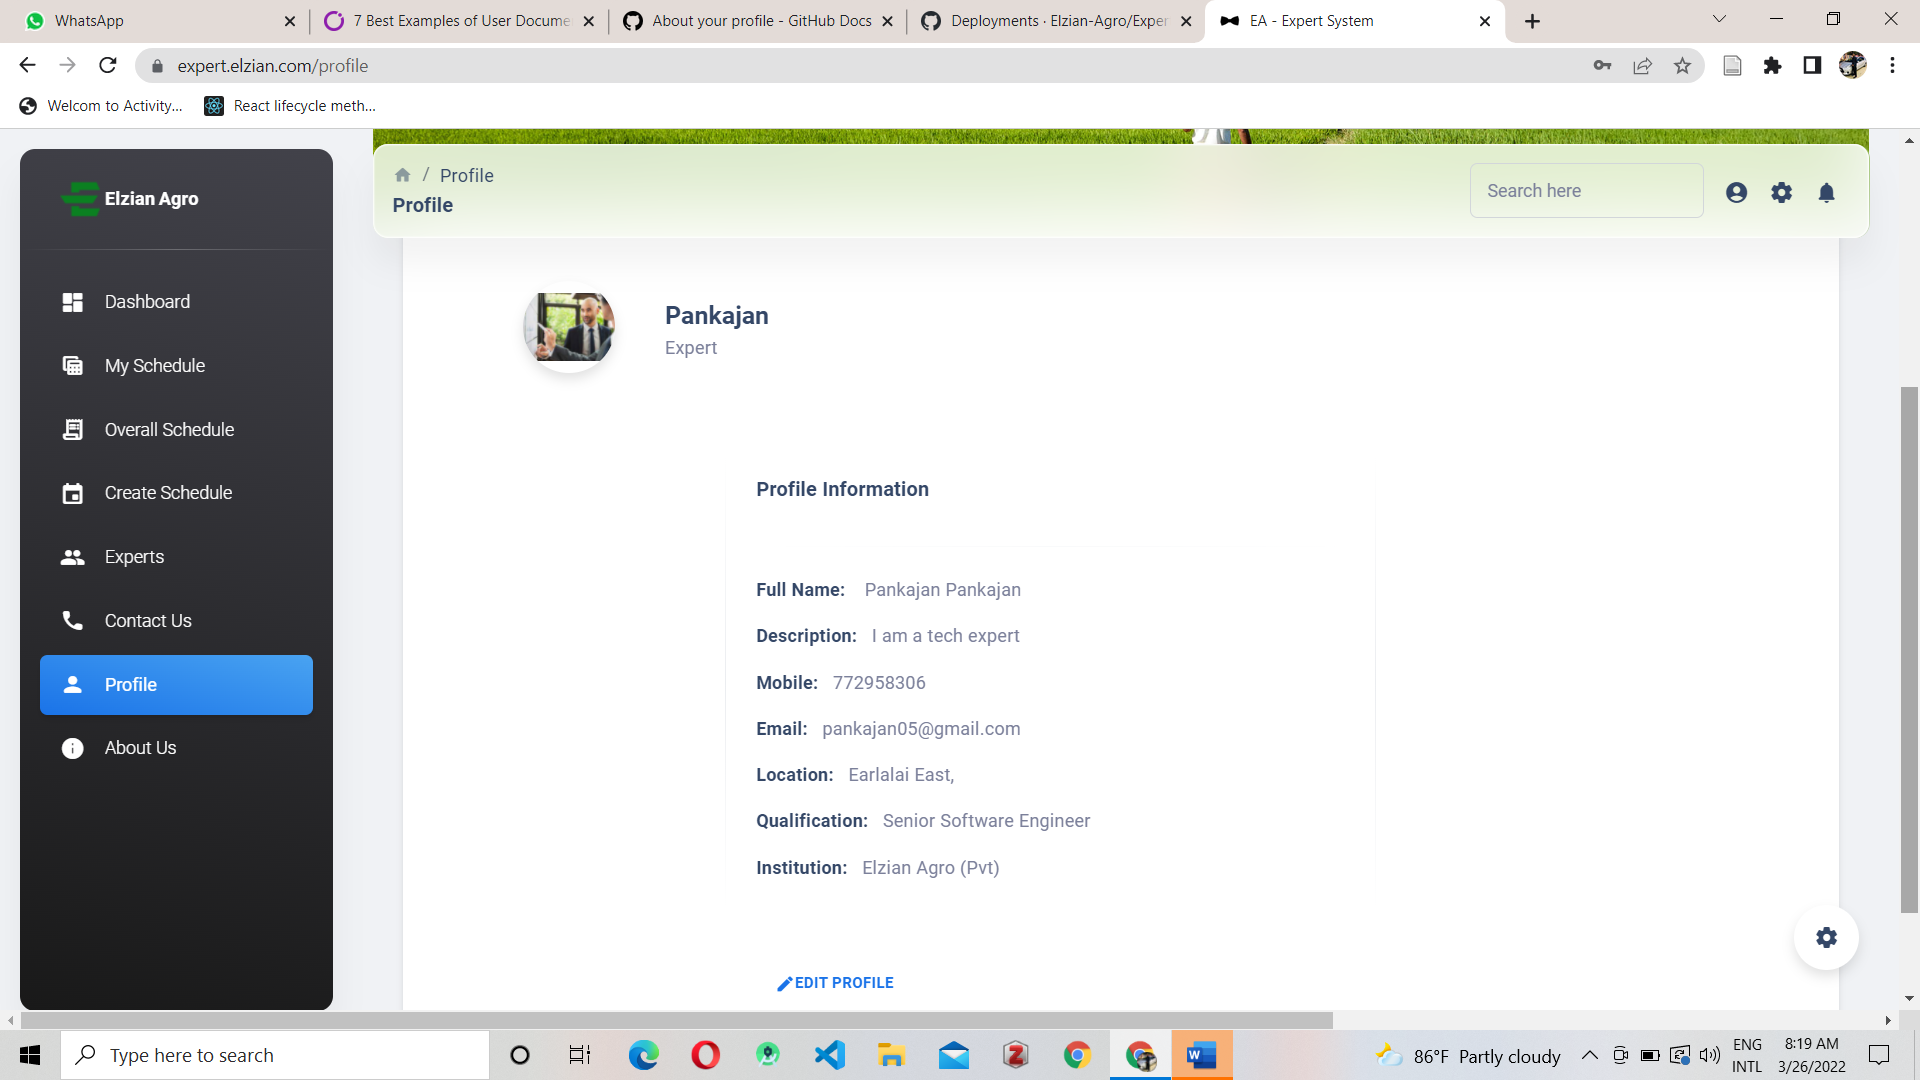 WhatsApp
7 Best Examples of User Docume
About your profile - GitHub Docs
Deployments · Elzian-Agro/Exper
EA - Expert System
expert.elzian.com/profile
Welcom to Activity...
React lifecycle meth...
Elzian Agro
Dashboard
My Schedule
Overall Schedule
Create Schedule
Experts
Contact Us
Profile
About Us
/ Profile
Profile
Search here
Pankajan
Expert
Profile Information
Full Name: Pankajan Pankajan
Description: I am a tech expert
Mobile: 772958306
Email: pankajan05@gmail.com
Location: Earlalai East,
Qualification: Senior Software Engineer
Institution: Elzian Agro (Pvt)
EDIT PROFILE
Type here to search
86°F Partly cloudy
ENG
INTL
8:19 AM
3/26/2022